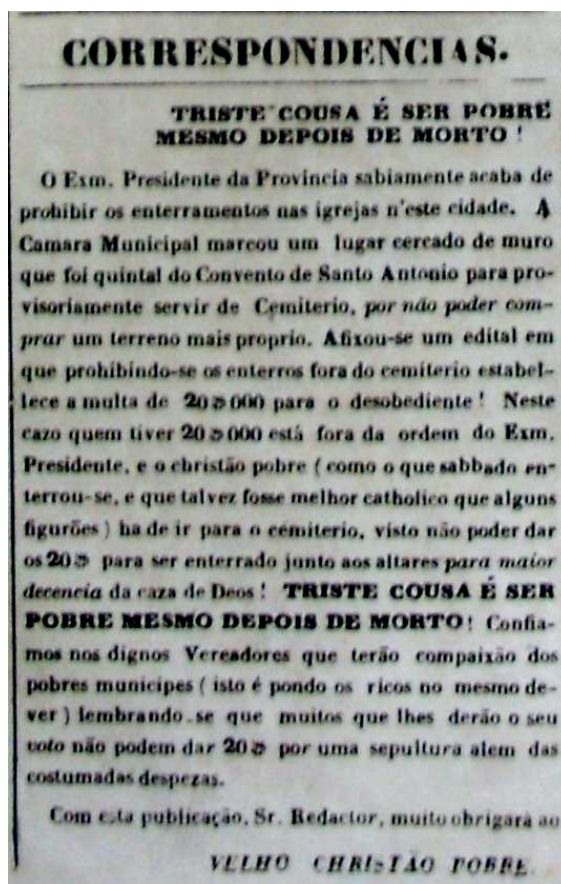 CORRESPONDENCIAS.
TRISTE COUSA É SER POBRE
MESMO DEPOIS DE MORTO !
O Exm. Presidente da Provincia sabiamente acaba de
prohibir os enterramentos nas igrejas n'este cidade. A
Camara Municipal marcou um lugar cercado de muro
que foi quintal do Convento de Santo Antonio para pro-
visoriamente servir de Cemiterio, por não poder com-
prar um terreno mais proprio. Afixou-se um edital em
que prohibindo-se os enterros fora do cemiterio estabel-
lece a multa de 20$000 para o desobediente ! Neste
cazo quem tiver 20$000 está fora da ordem do Exm.
Presidente, e o christão pobre ( como o que sabbado en-
terrou-se, e que talvez fosse melhor catholico que alguns
figurões ) ha de ir para o cemiterio, visto não poder dar
os 20$ para ser enterrado junto aos altares para maior
decencia da caza de Deos ! TRISTE COUSA É SER
POBRE MESMO DEPOIS DE MORTO ! Confia-
mos nos dignos Vereadores que terão compaixão dos
pobres municipes ( isto é pondo os ricos no mesmo de-
ver ) lembrando-se que muitos que lhes derão o seu
voto não podem dar 20$ por uma sepultura alem das
costumadas despezas.
Com esta publicação, Sr. Redactor, muito obrigará ao
VELHO CHRISTÃO POBRE.